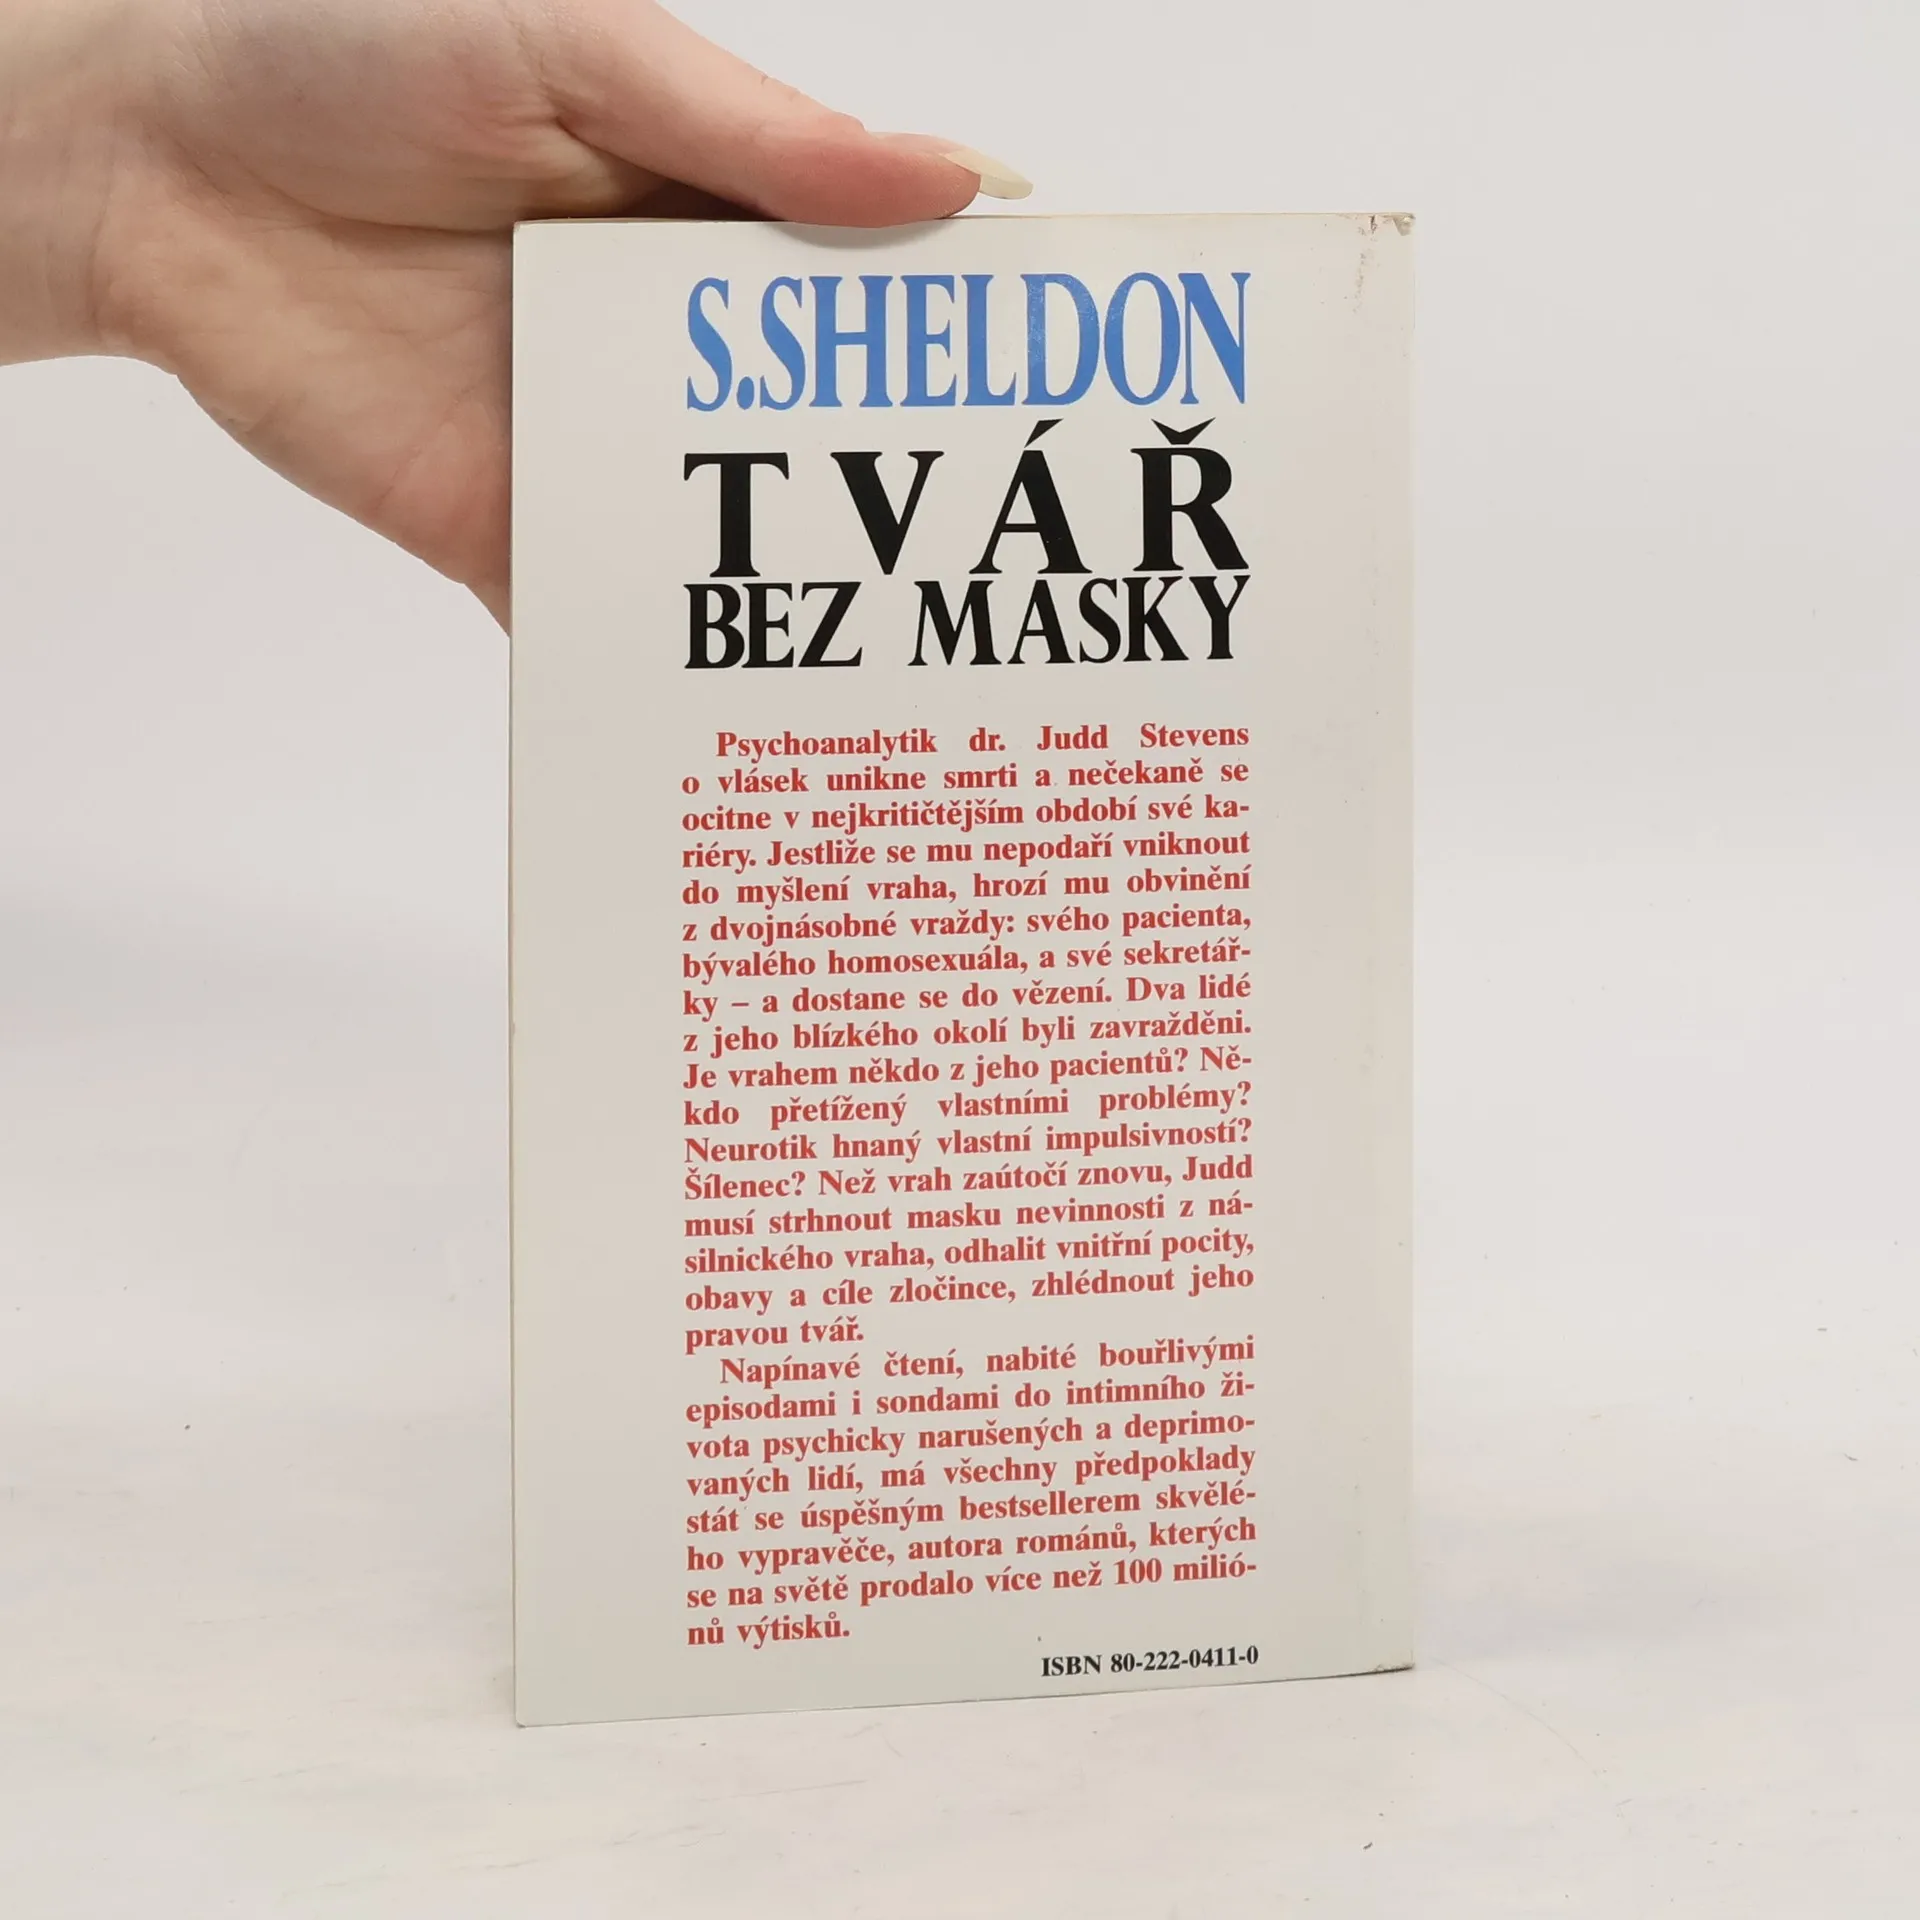 S.SHELDON
TVÁŘ
BEZ MASKY
Psychoanalytik dr. Judd Stevens
o vlásek unikne smrti a nečekaně se
ocitne v nejkritičtějším období své ka-
riéry. Jestliže se mu nepodaří vniknout
do myšlení vraha, hrozí mu obvinění
z dvojnásobné vraždy: svého pacienta,
bývalého homosexuála, a své sekretář-
ky – a dostane se do vězení. Dva lidé
z jeho blízkého okolí byli zavražděni.
Je vrahem někdo z jeho pacientů? Ně-
kdo přetížený vlastními problémy?
Neurotik hnaný vlastní impulsivností?
Šílenec? Než vrah zaútočí znovu, Judd
musí strhnout masku nevinnosti z ná-
silnického vraha, odhalit vnitřní pocity,
obavy a cíle zločince, zhlédnout jeho
pravou tvář.
Napínavé čtení, nabité bouřlivými
episodami i sondami do intimního ži-
vota psychicky narušených a deprimo-
vaných lidí, má všechny předpoklady
stát se úspěšným bestsellerem skvělé-
ho vypravěče, autora románů, kterých
se na světě prodalo více než 100 milió-
nů výtisků.
ISBN 80-222-0411-0